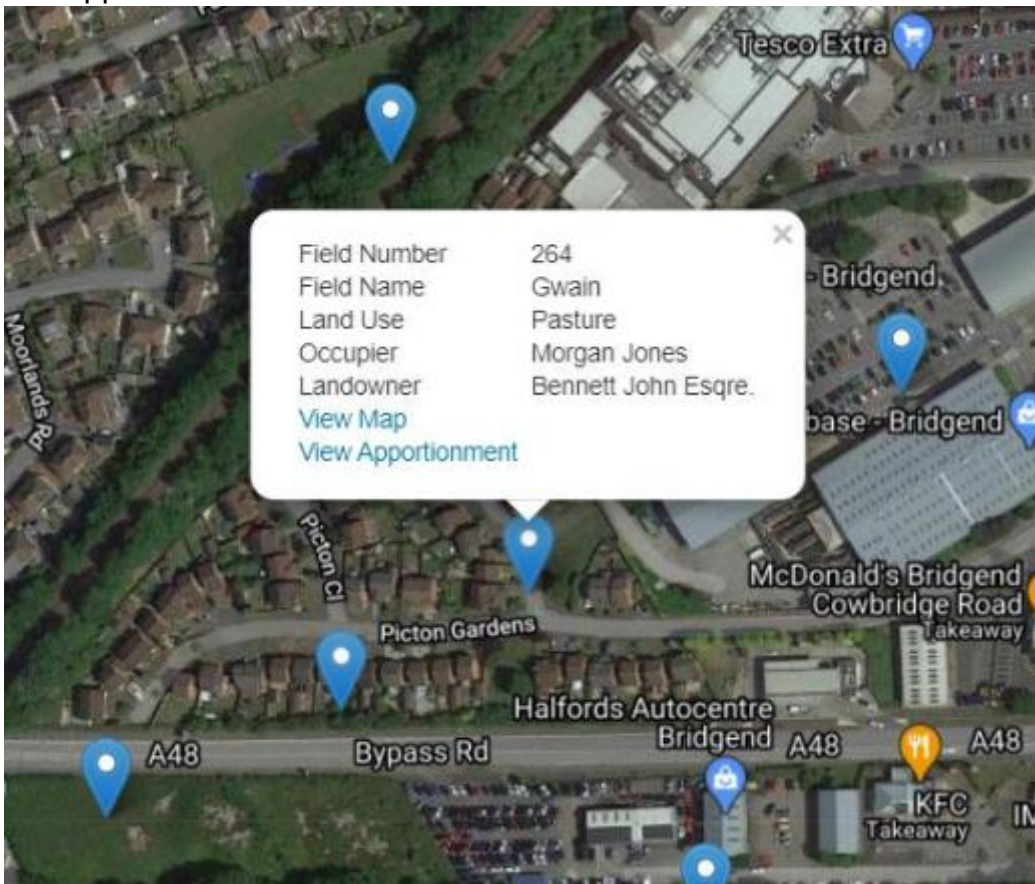 Tesco Extra
Field Number 264
Field Name Gwain
Land Use Pasture
Occupier Morgan Jones
Landowner Bennett John Esqre.
View Map
View Apportionment
- Bridgend
base - Bridgend
Moorlands Rd
Picton Cl
Picton Gardens
McDonald's Bridgend
Cowbridge Road
Takeaway
Halfords Autocentre
Bridgend
A48
A48
A48
Bypass Rd
KFC
Takeaway